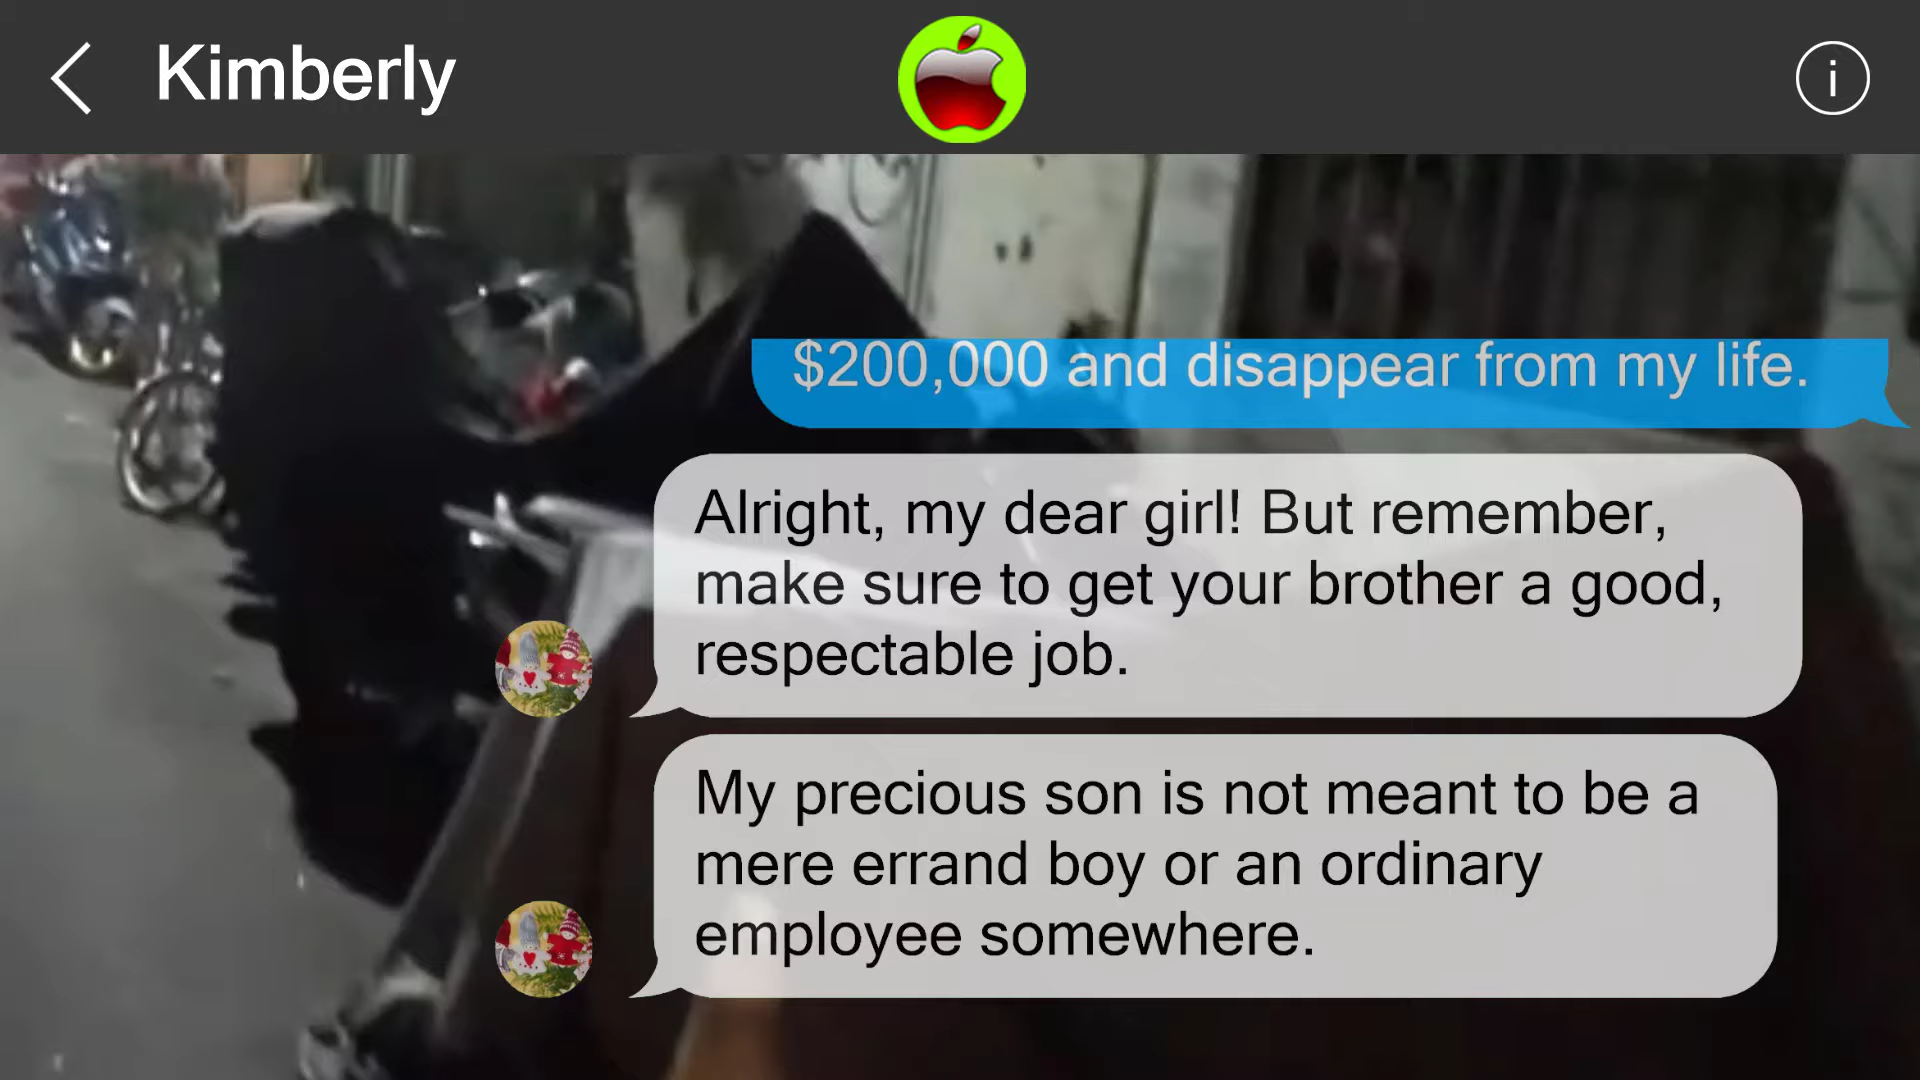 Kimberly
i
$200,000 and disappear from my life.
Alright, my dear girl! But remember,
make sure to get your brother a good,
respectable job.
My precious son is not meant to be a
mere errand boy or an ordinary
employee somewhere.